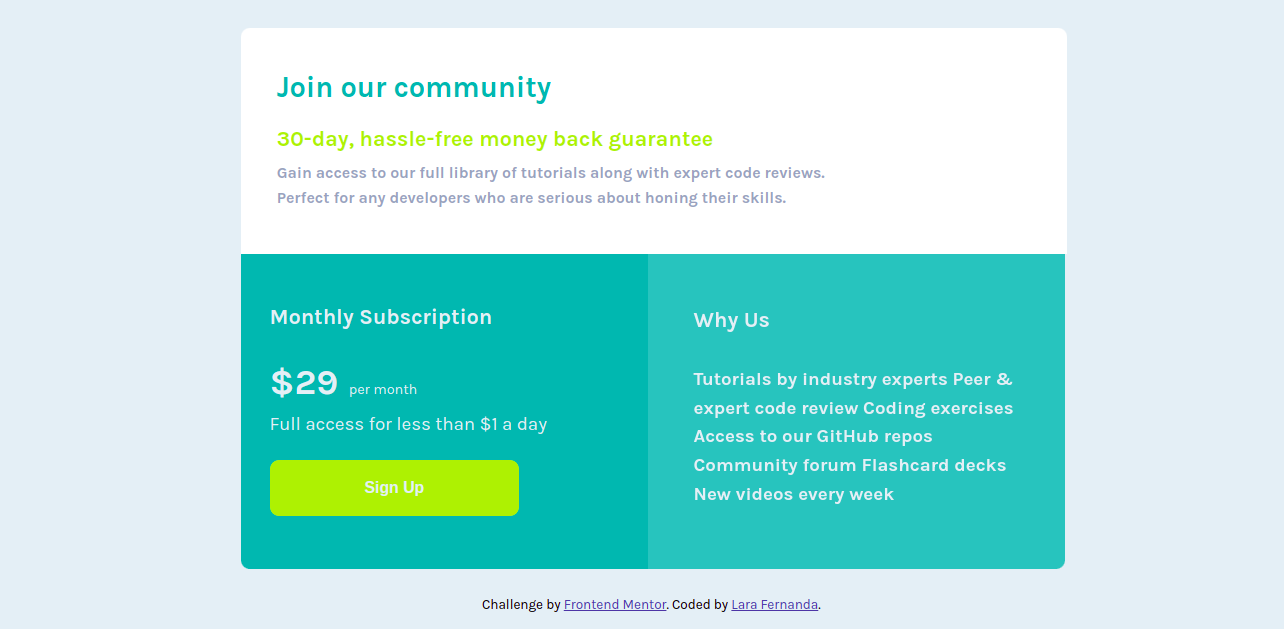 Join our community
30-day, hassle-free money back guarantee
Gain access to our full library of tutorials along with expert code reviews.
Perfect for any developers who are serious about honing their skills.
Monthly Subscription
$29 per month
Full access for less than $1 a day
Sign Up
Why Us
Tutorials by industry experts Peer &
expert code review Coding exercises
Access to our GitHub repos
Community forum Flashcard decks
New videos every week
Challenge by Frontend Mentor. Coded by Lara Fernanda.